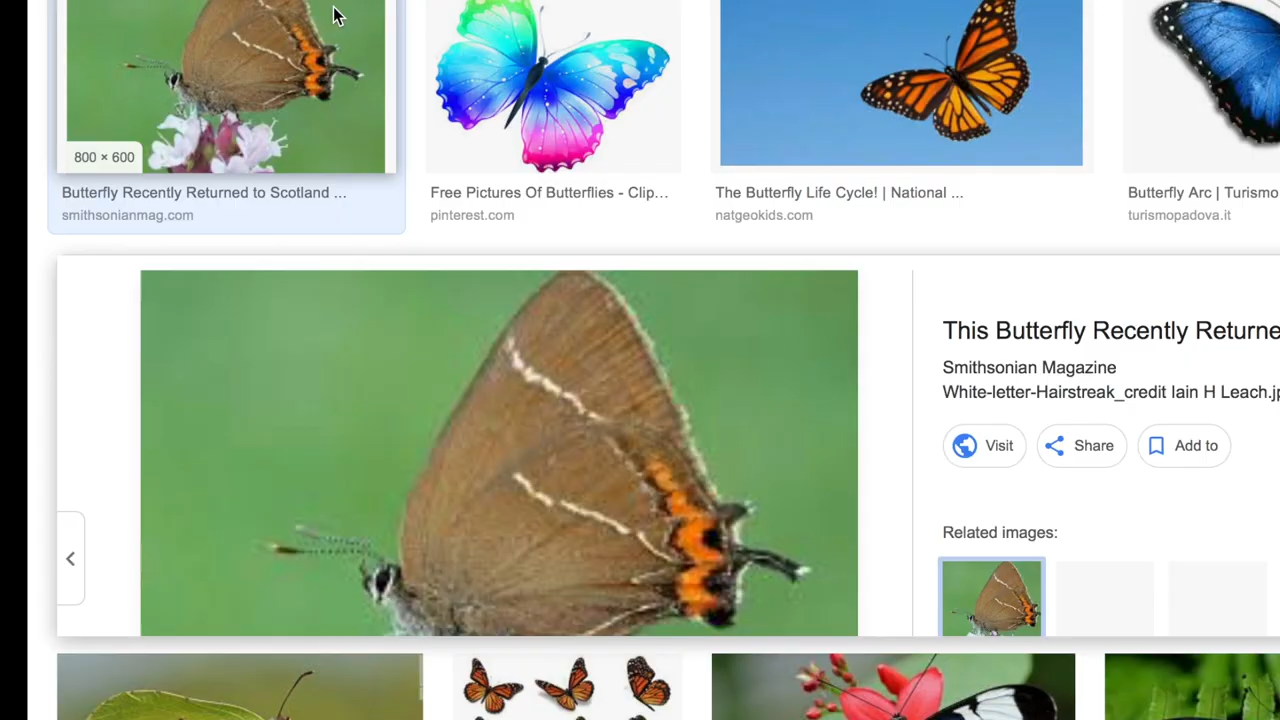 800 × 600
Butterfly Recently Returned to Scotland ...
smithsonianmag.com
Free Pictures Of Butterflies - Clip...
pinterest.com
The Butterfly Life Cycle! | National ...
natgeokids.com
Butterfly Arc | Turismo
turismopadova.it
This Butterfly Recently Returne
Smithsonian Magazine
White-letter-Hairstreak_credit Iain H Leach.jp
Visit
Share
Add to
Related images: